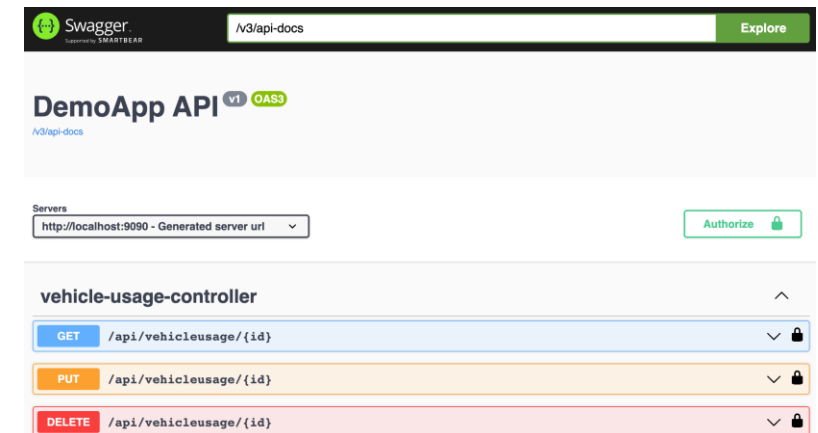 Swagger.
Supported by SMARTBEAR
/v3/api-docs
Explore
DemoApp API v1 OAS3
/v3/api-docs
Servers
http://localhost:9090 - Generated server url
Authorize
vehicle-usage-controller
GET /api/vehicleusage/{id}
PUT /api/vehicleusage/{id}
DELETE /api/vehicleusage/{id}